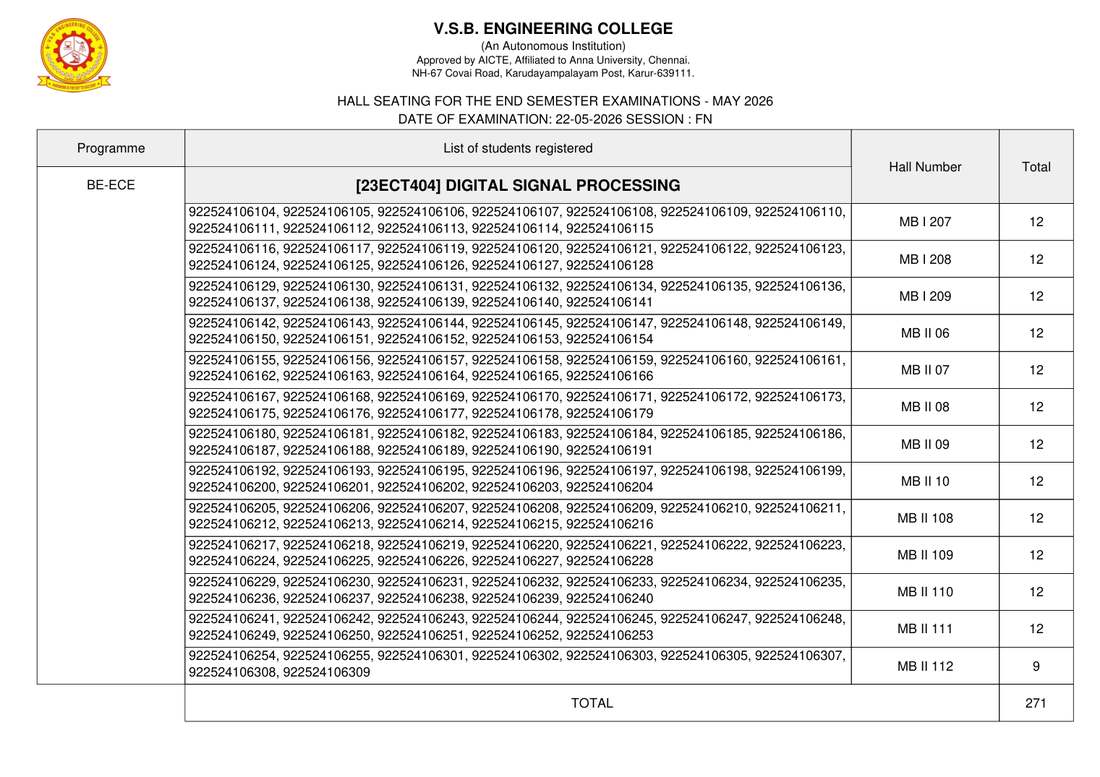 V.S.B. ENGINEERING COLLEGE
(An Autonomous Institution)
Approved by AICTE, Affiliated to Anna University, Chennai.
NH-67 Covai Road, Karudayampalayam Post, Karur-639111.
HALL SEATING FOR THE END SEMESTER EXAMINATIONS - MAY 2026
DATE OF EXAMINATION: 22-05-2026 SESSION : FN
Programme List of students registered Hall Number Total
BE-ECE [23ECT404] DIGITAL SIGNAL PROCESSING
922524106104, 922524106105, 922524106106, 922524106107, 922524106108, 922524106109, 922524106110,
922524106111, 922524106112, 922524106113, 922524106114, 922524106115
MB I 207 12
922524106116, 922524106117, 922524106119, 922524106120, 922524106121, 922524106122, 922524106123,
922524106124, 922524106125, 922524106126, 922524106127, 922524106128
MB I 208 12
922524106129, 922524106130, 922524106131, 922524106132, 922524106134, 922524106135, 922524106136,
922524106137, 922524106138, 922524106139, 922524106140, 922524106141
MB I 209 12
922524106142, 922524106143, 922524106144, 922524106145, 922524106147, 922524106148, 922524106149,
922524106150, 922524106151, 922524106152, 922524106153, 922524106154
MB II 06 12
922524106155, 922524106156, 922524106157, 922524106158, 922524106159, 922524106160, 922524106161,
922524106162, 922524106163, 922524106164, 922524106165, 922524106166
MB II 07 12
922524106167, 922524106168, 922524106169, 922524106170, 922524106171, 922524106172, 922524106173,
922524106175, 922524106176, 922524106177, 922524106178, 922524106179
MB II 08 12
922524106180, 922524106181, 922524106182, 922524106183, 922524106184, 922524106185, 922524106186,
922524106187, 922524106188, 922524106189, 922524106190, 922524106191
MB II 09 12
922524106192, 922524106193, 922524106195, 922524106196, 922524106197, 922524106198, 922524106199,
922524106200, 922524106201, 922524106202, 922524106203, 922524106204
MB II 10 12
922524106205, 922524106206, 922524106207, 922524106208, 922524106209, 922524106210, 922524106211,
922524106212, 922524106213, 922524106214, 922524106215, 922524106216
MB II 108 12
922524106217, 922524106218, 922524106219, 922524106220, 922524106221, 922524106222, 922524106223,
922524106224, 922524106225, 922524106226, 922524106227, 922524106228
MB II 109 12
922524106229, 922524106230, 922524106231, 922524106232, 922524106233, 922524106234, 922524106235,
922524106236, 922524106237, 922524106238, 922524106239, 922524106240
MB II 110 12
922524106241, 922524106242, 922524106243, 922524106244, 922524106245, 922524106247, 922524106248,
922524106249, 922524106250, 922524106251, 922524106252, 922524106253
MB II 111 12
922524106254, 922524106255, 922524106301, 922524106302, 922524106303, 922524106305, 922524106307,
922524106308, 922524106309
MB II 112 9
TOTAL 271